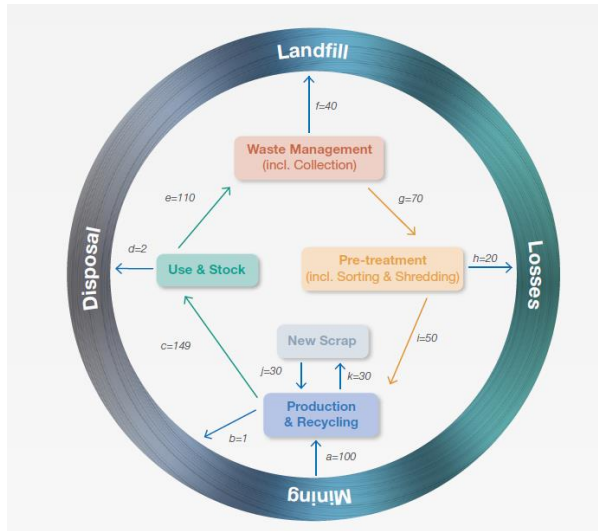 Landfill
f=40
Waste Management
(incl. Collection)
e=110
g=70
Disposal
d=2
Use & Stock
Pre-treatment
(incl. Sorting & Shredding)
h=20
Losses
c=149
New Scrap
i=50
j=30
k=30
Production
& Recycling
b=1
a=100
Mining